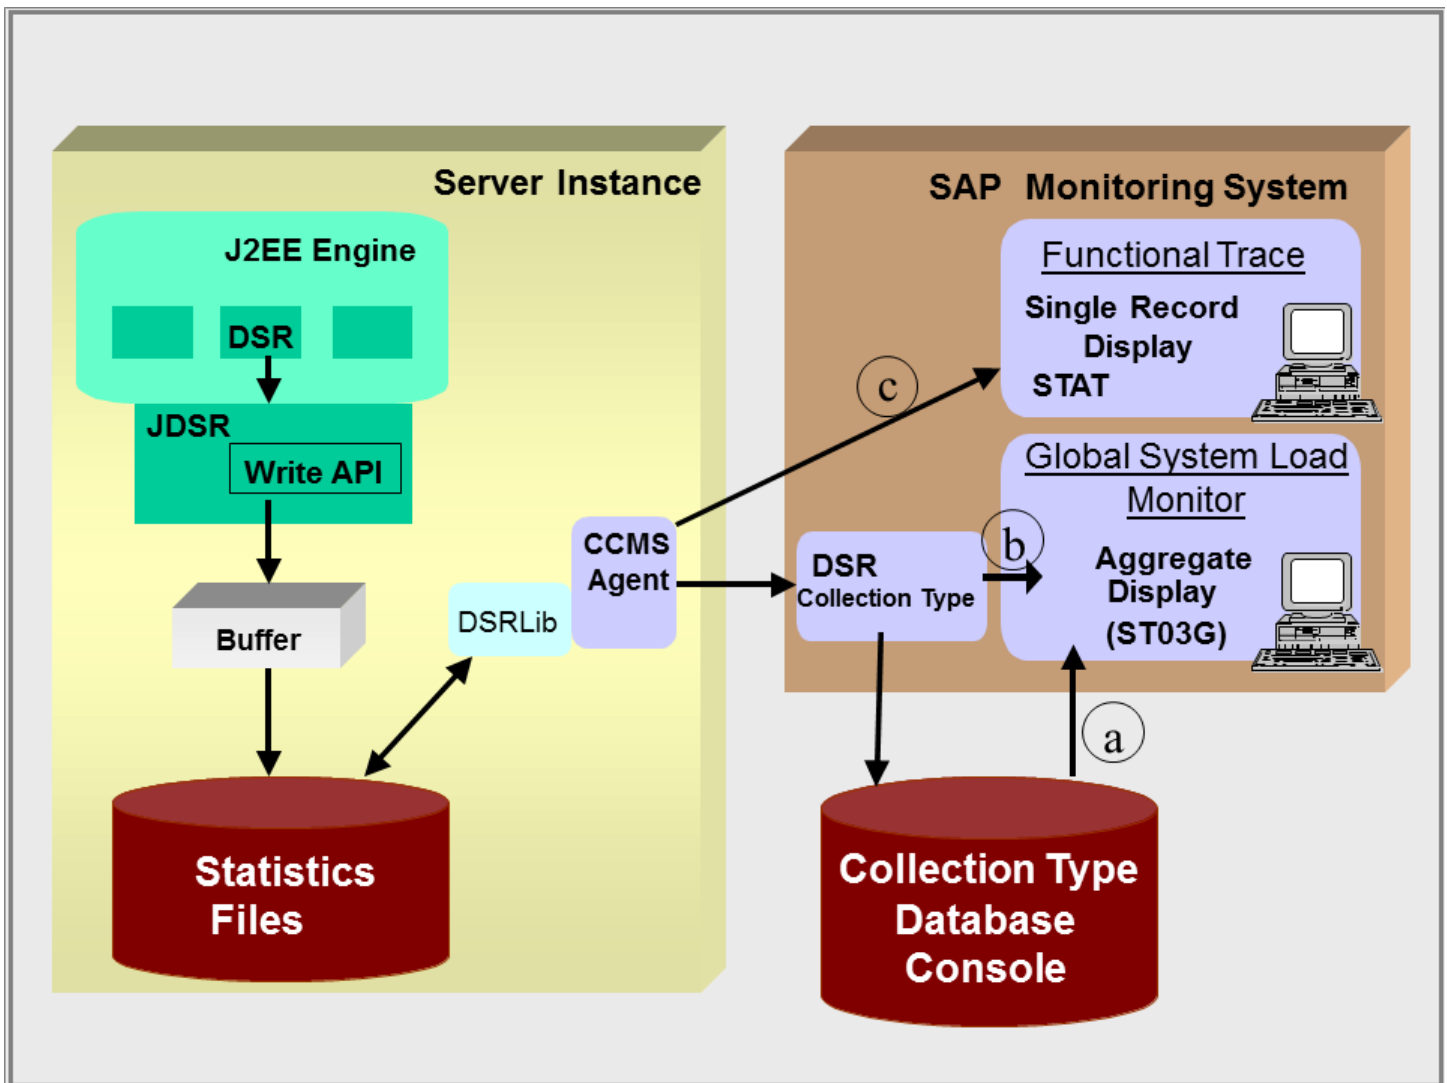 Server Instance
J2EE Engine
DSR
JDSR
Write API
Buffer
Statistics
Files
DSRLib
CCMS
Agent
SAP Monitoring System
Functional Trace
Single Record
Display
STAT
c
Global System Load
Monitor
b
Aggregate
Display
(ST03G)
DSR
Collection Type
a
Collection Type
Database
Console